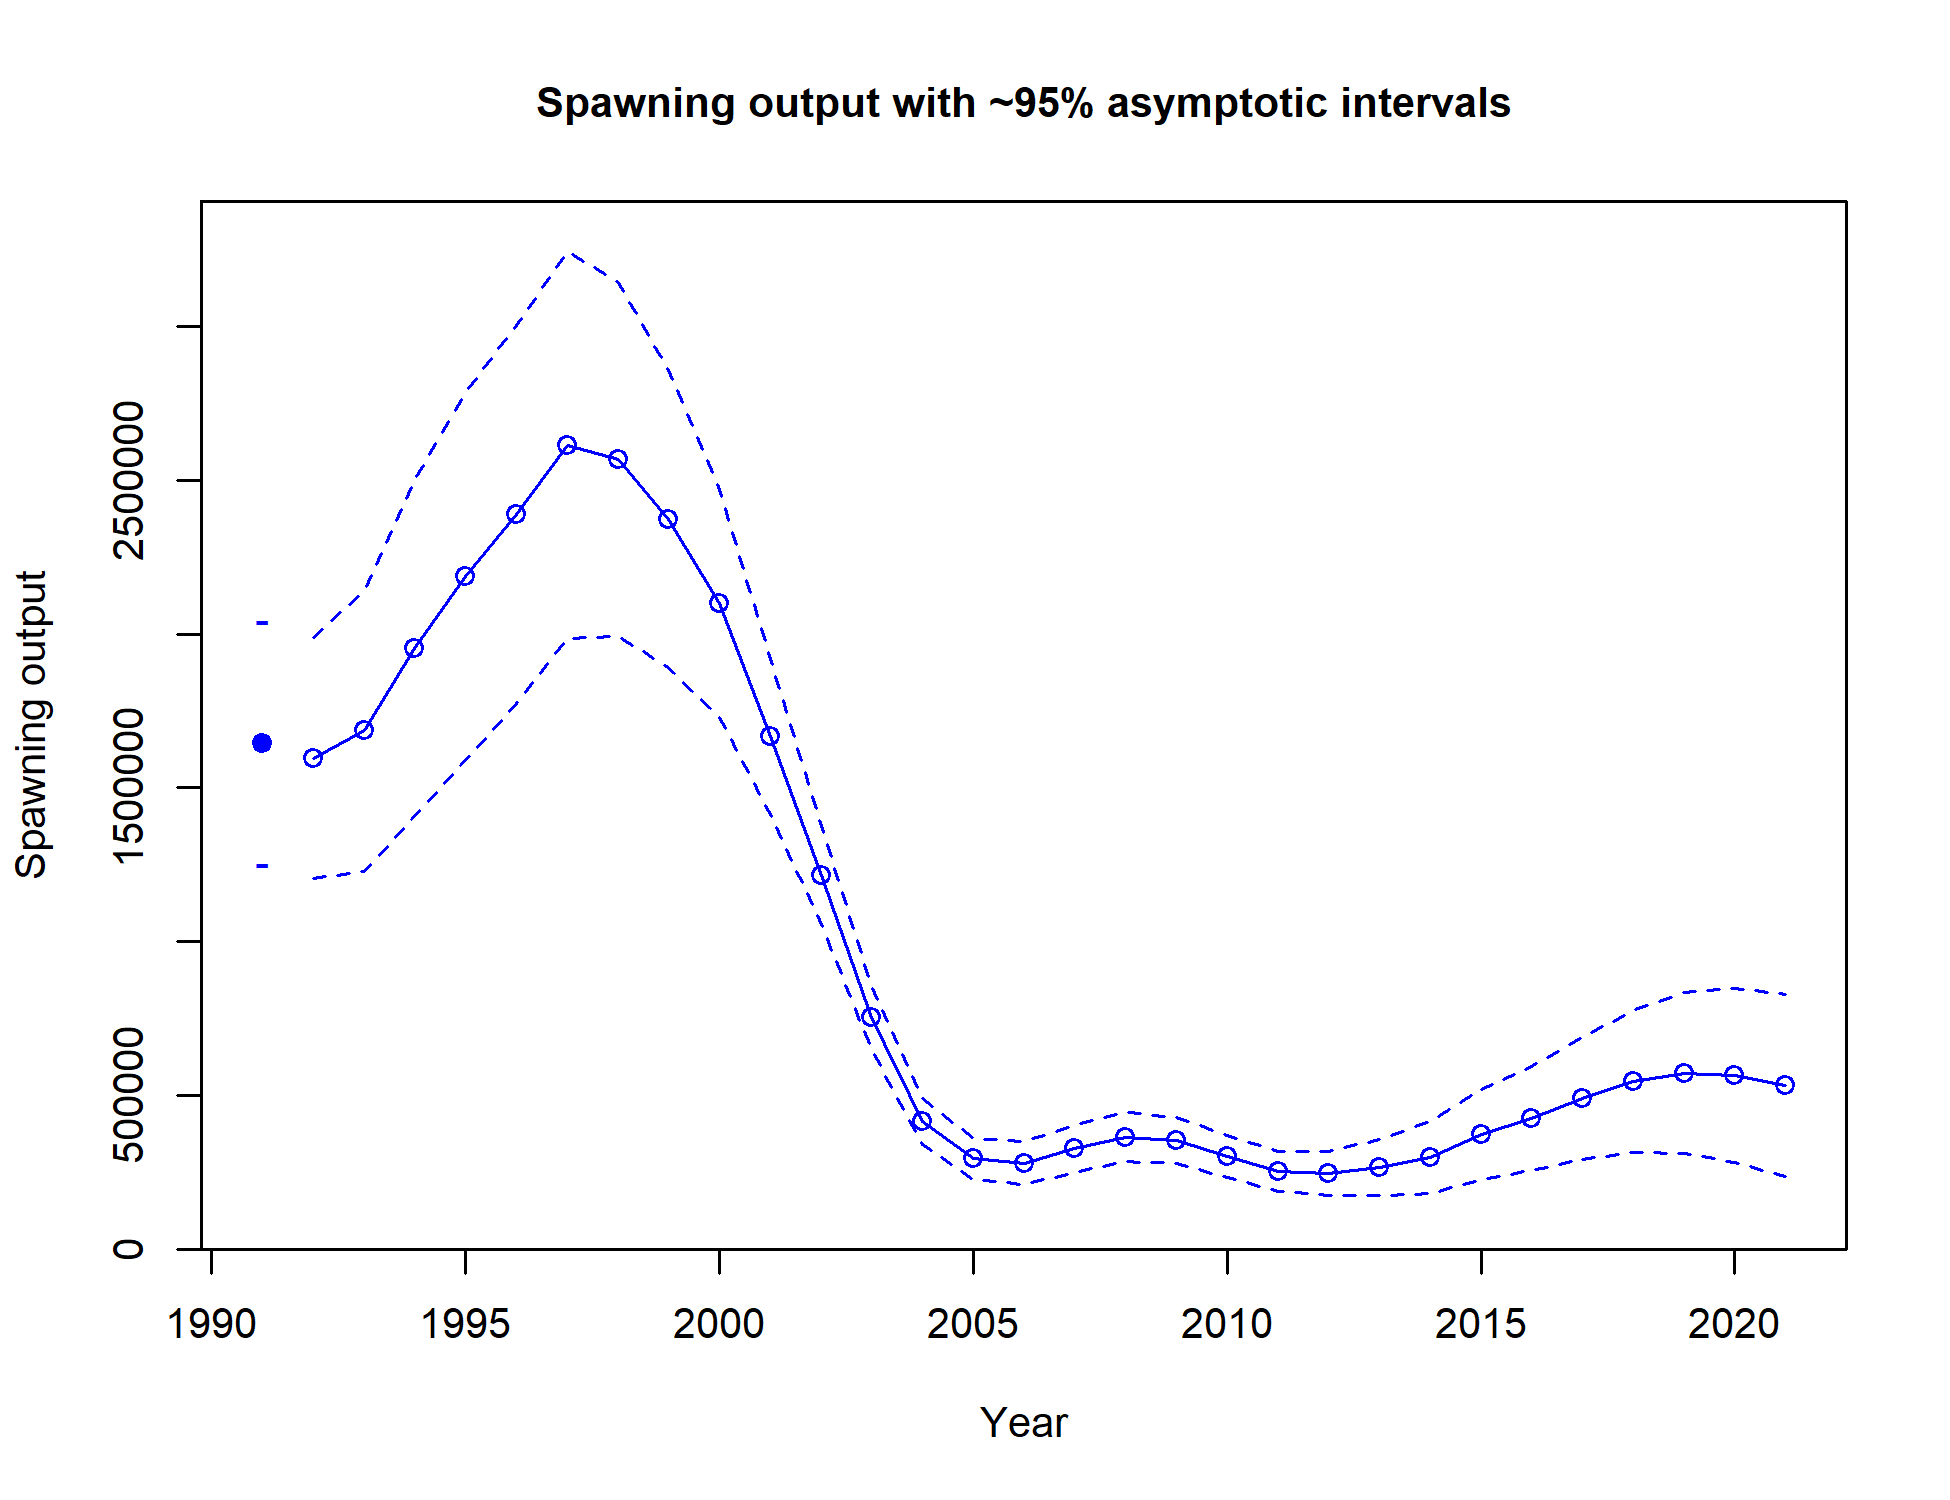 Spawning output with ~95% asymptotic intervals
Spawning output
2500000
1500000
500000
0
1990 1995 2000 2005 2010 2015 2020
Year